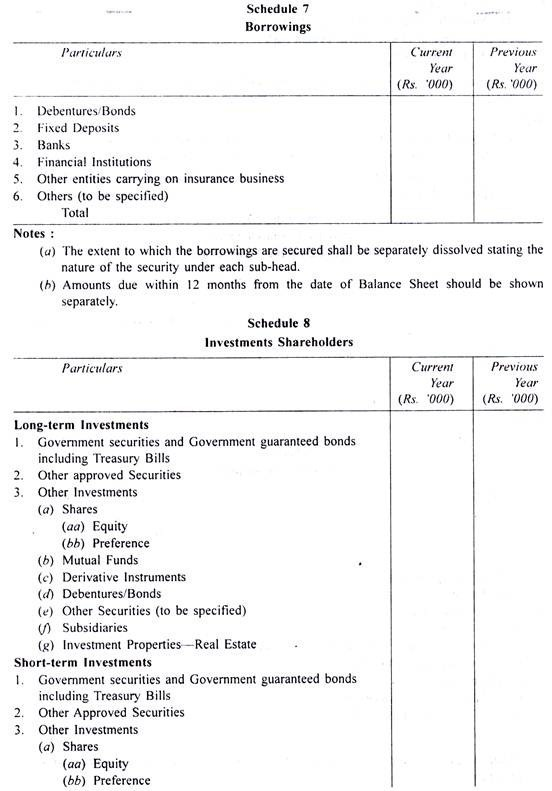 Schedule 7
Borrowings
Particulars Current Previous
Year Year
(Rs. '000) (Rs. '000)
1. Debentures/Bonds
2. Fixed Deposits
3. Banks
4. Financial Institutions
5. Other entities carrying on insurance business
6. Others (to be specified)
Total
Notes :
(a) The extent to which the borrowings are secured shall be separately dissolved stating the
nature of the security under each sub-head.
(b) Amounts due within 12 months from the date of Balance Sheet should be shown
separately.
Schedule 8
Investments Shareholders
Particulars Current Previous
Year Year
(Rs. '000) (Rs. '000)
Long-term Investments
1. Government securities and Government guaranteed bonds
including Treasury Bills
2. Other approved Securities
3. Other Investments
(a) Shares
(aa) Equity
(bb) Preference
(b) Mutual Funds
(c) Derivative Instruments
(d) Debentures/Bonds
(e) Other Securities (to be specified)
(f) Subsidiaries
(g) Investment Properties—Real Estate
Short-term Investments
1. Government securities and Government guaranteed bonds
including Treasury Bills
2. Other Approved Securities
3. Other Investments
(a) Shares
(aa) Equity
(bb) Preference